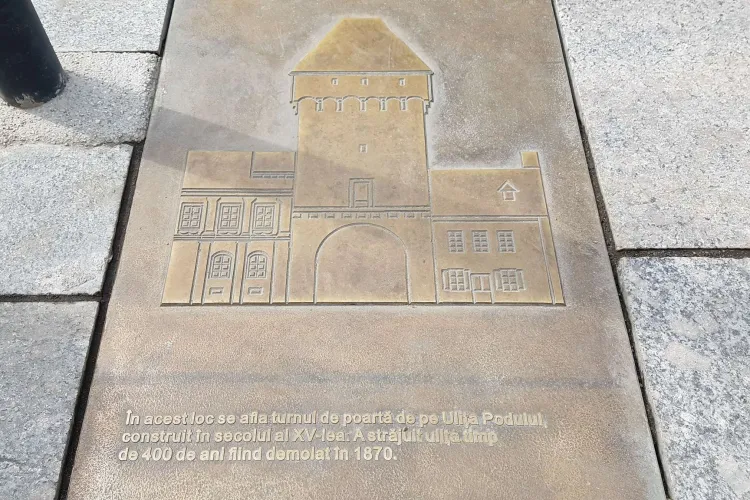 În acest loc se afla turnul de poartă de pe Ulița Podului,
construit în secolul al XV-lea. A străjuit ulița timp
de 400 de ani fiind demolat în 1870.